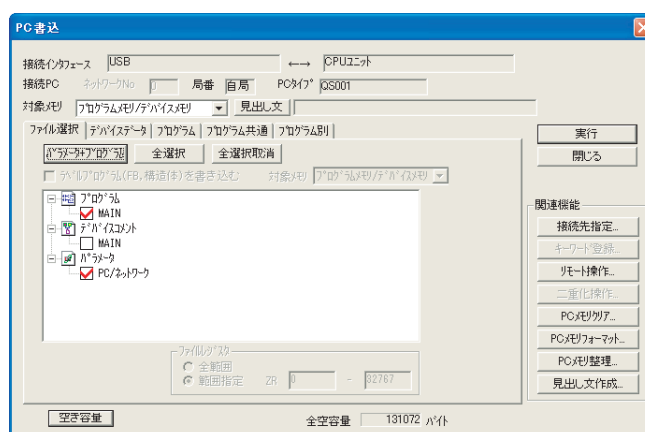 PC書込
接続インタフェース USB ←→ CPUユニット
接続PC ネットワークNo 0 局番 自局 PCタイプ QS001
対象メモリ プログラムメモリ/デバイスメモリ 見出し文
ファイル選択 デバイスデータ プログラム プログラム共通 プログラム別
パラメータ+プログラム 全選択 全選択取消
ラベルプログラム(FB,構造体)を書き込む 対象メモリ プログラムメモリ/デバイスメモリ
プログラム
MAIN
デバイスコメント
MAIN
パラメータ
PC/ネットワーク
ファイルレジスタ
全範囲
範囲指定 ZR 0 - 32767
空き容量 全空容量 131072 バイト
実行
閉じる
関連機能
接続先指定...
キーワード登録...
リモート操作...
二重化操作...
PCメモリクリア...
PCメモリフォーマット...
PCメモリ整理...
見出し文作成...